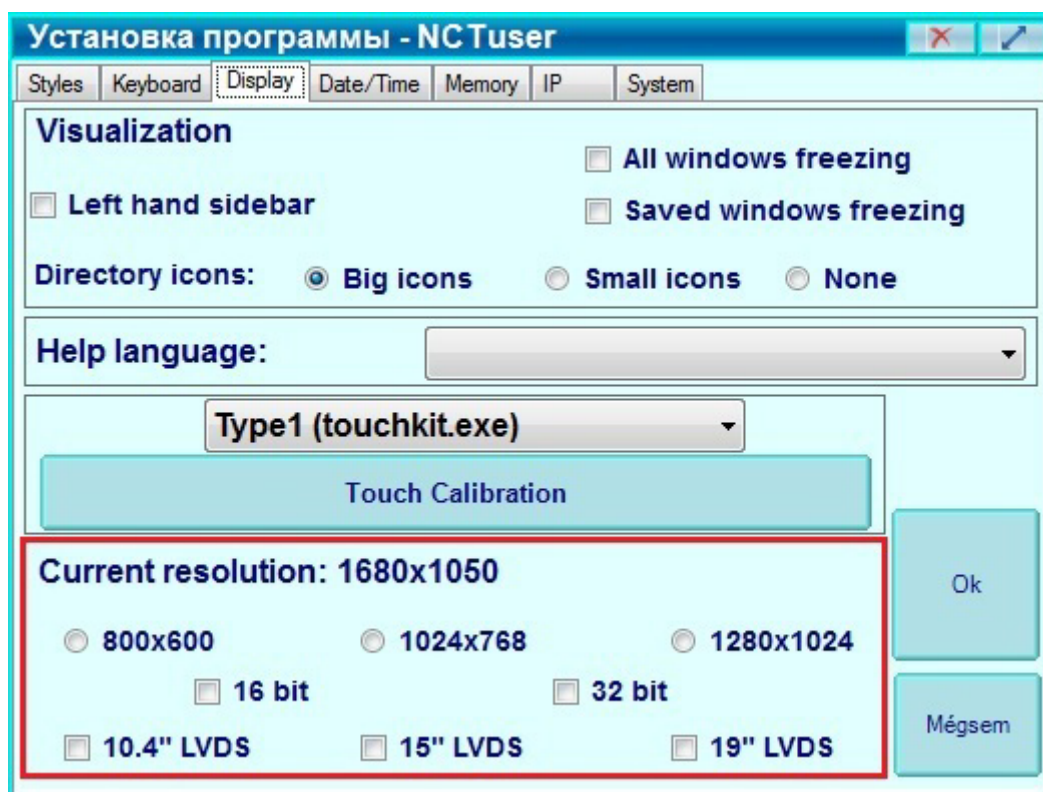 Установка программы - NCTuser
Styles Keyboard Display Date/Time Memory IP System
Visualization
All windows freezing
Left hand sidebar
Saved windows freezing
Directory icons: Big icons Small icons None
Help language:
Type1 (touchkit.exe)
Touch Calibration
Current resolution: 1680x1050
Ok
800x600 1024x768 1280x1024
16 bit 32 bit
Mégsem
10.4" LVDS 15" LVDS 19" LVDS